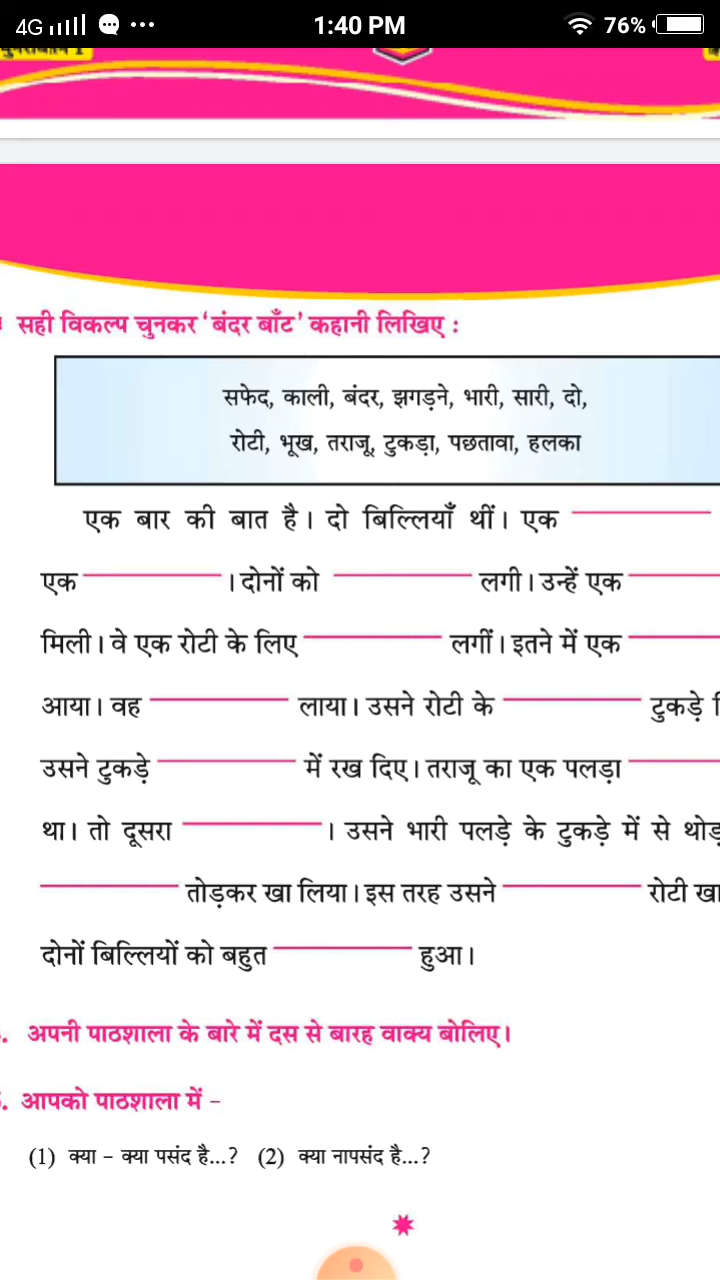 4G 1:40 PM 76%
सही विकल्प चुनकर ‘बंदर बाँट’ कहानी लिखिए :
सफेद, काली, बंदर, झगड़ने, भारी, सारी, दो,
रोटी, भूख, तराजू, टुकड़ा, पछतावा, हलका
एक बार की बात है। दो बिल्लियाँ थीं। एक
एक । दोनों को लगी। उन्हें एक
मिली। वे एक रोटी के लिए लगीं। इतने में एक
आया। वह लाया। उसने रोटी के टुकड़े
उसने टुकड़े में रख दिए। तराजू का एक पलड़ा
था। तो दूसरा । उसने भारी पलड़े के टुकड़े में से
तोड़कर खा लिया। इस तरह उसने रोटी
दोनों बिल्लियों को बहुत हुआ।
अपनी पाठशाला के बारे में दस से बारह वाक्य बोलिए।
आपको पाठशाला में –
(1) क्या – क्या पसंद है...? (2) क्या नापसंद है...?